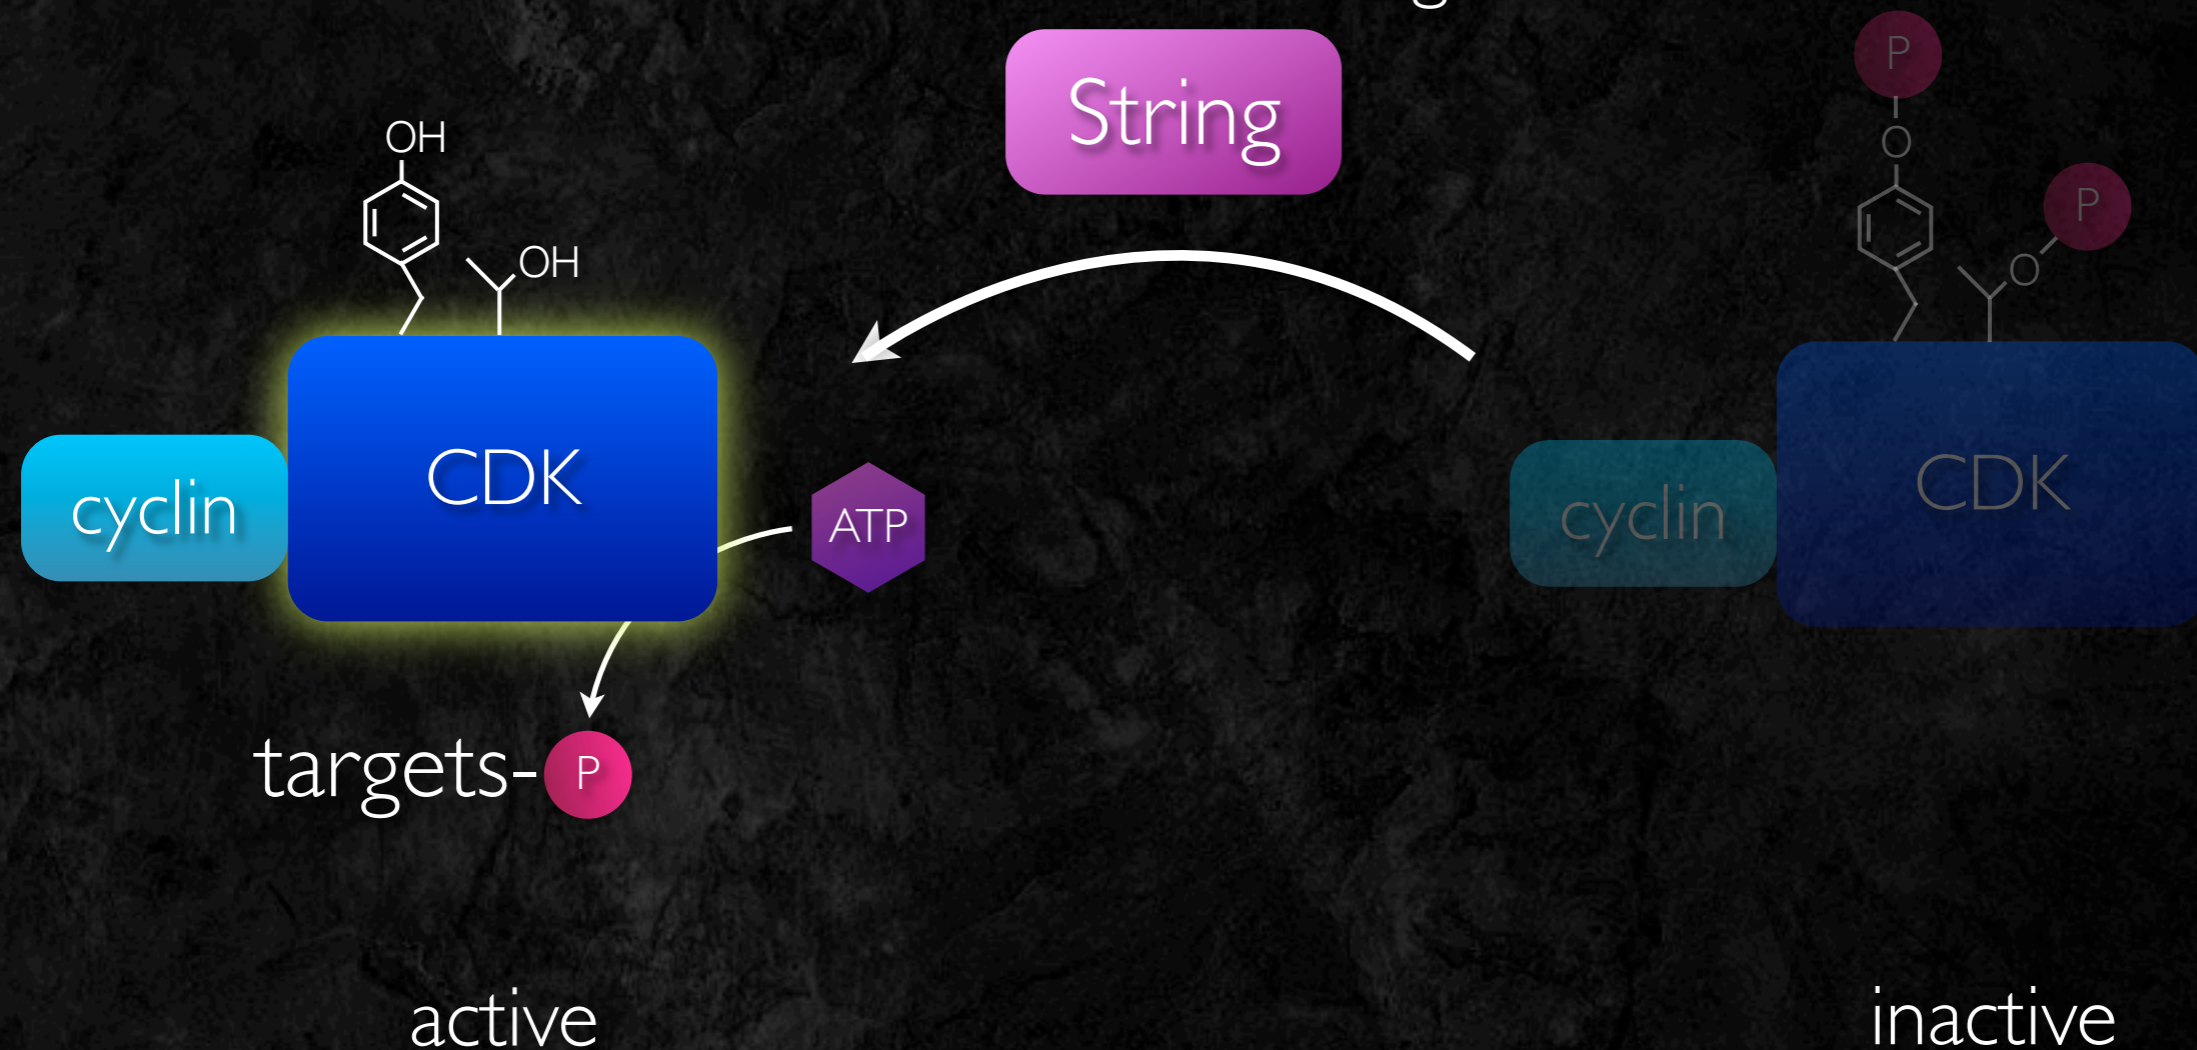 String
P
OH
O
P
OH
O
CDK
CDK
cyclin
ATP
cyclin
targets-P
active
inactive